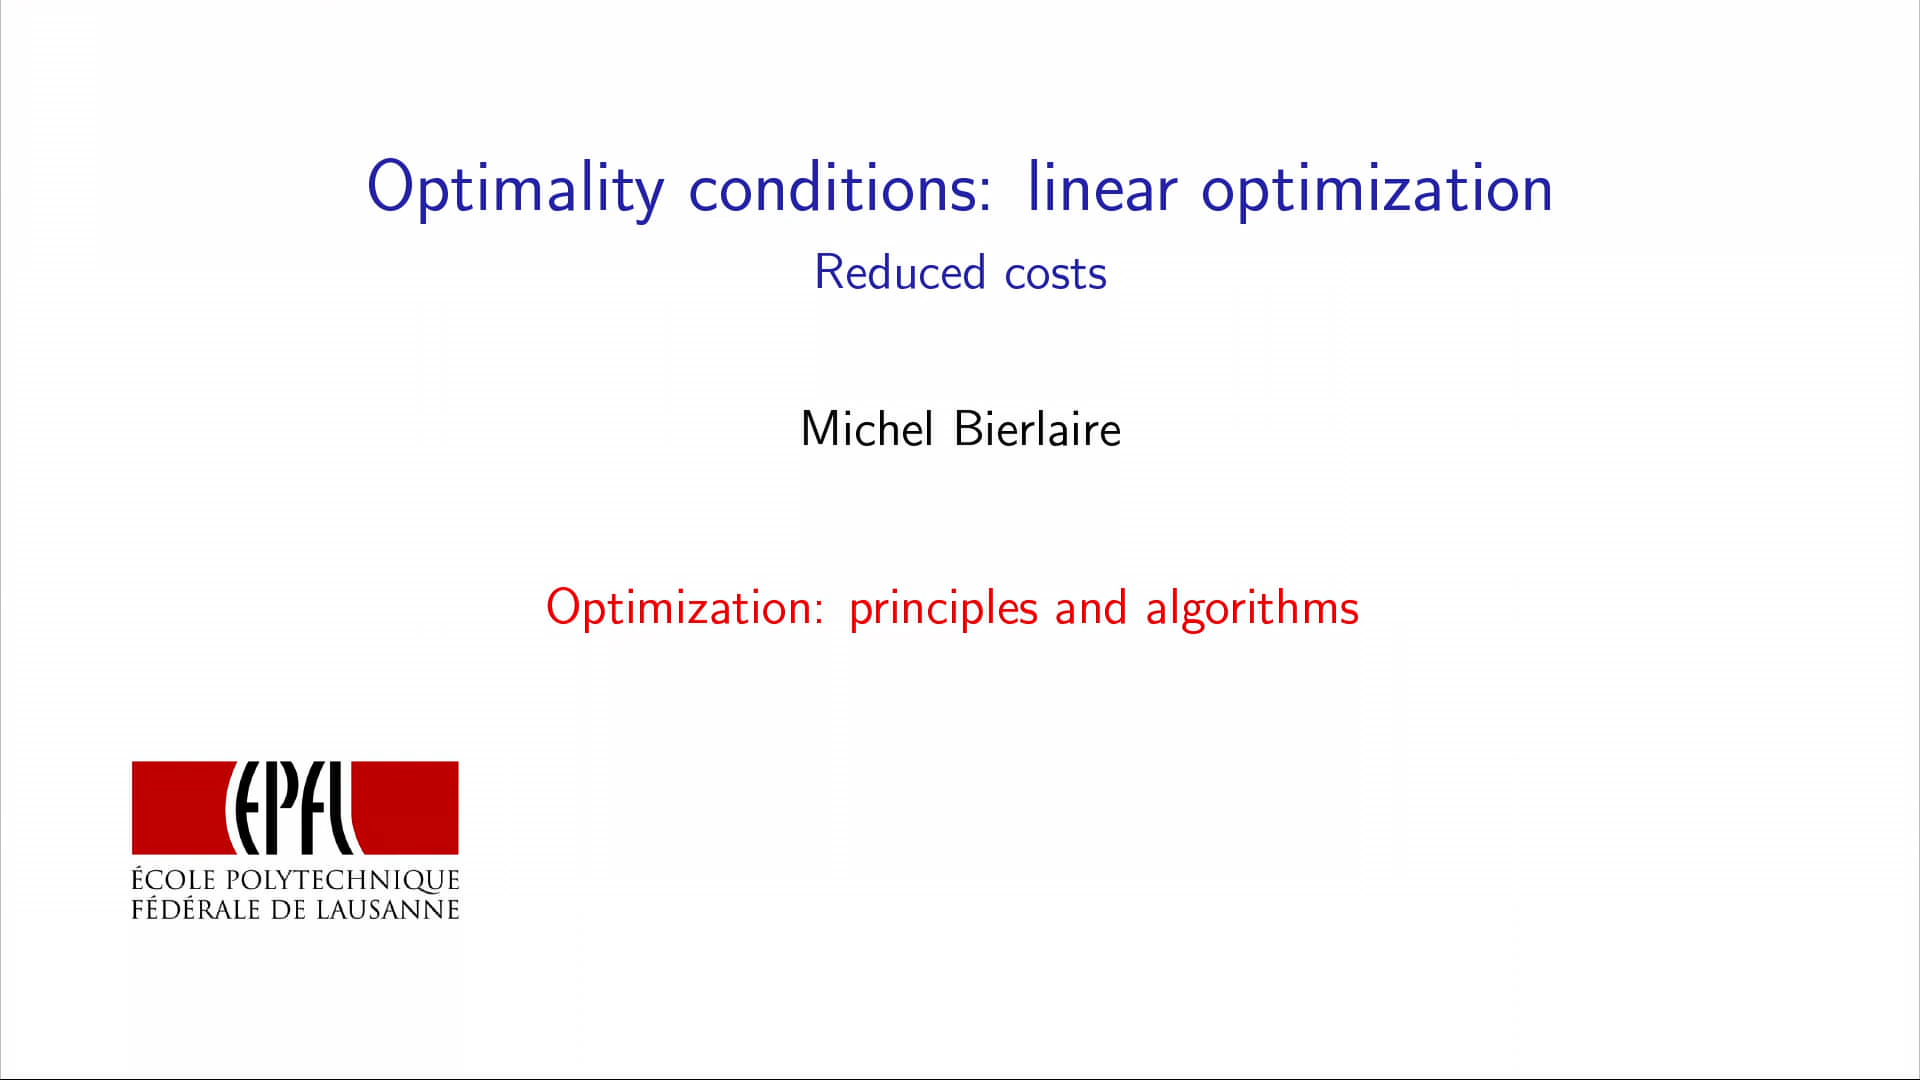 Optimality conditions: linear optimization
Reduced costs
Michel Bierlaire
Optimization: principles and algorithms
EPFL
ÉCOLE POLYTECHNIQUE
FÉDÉRALE DE LAUSANNE